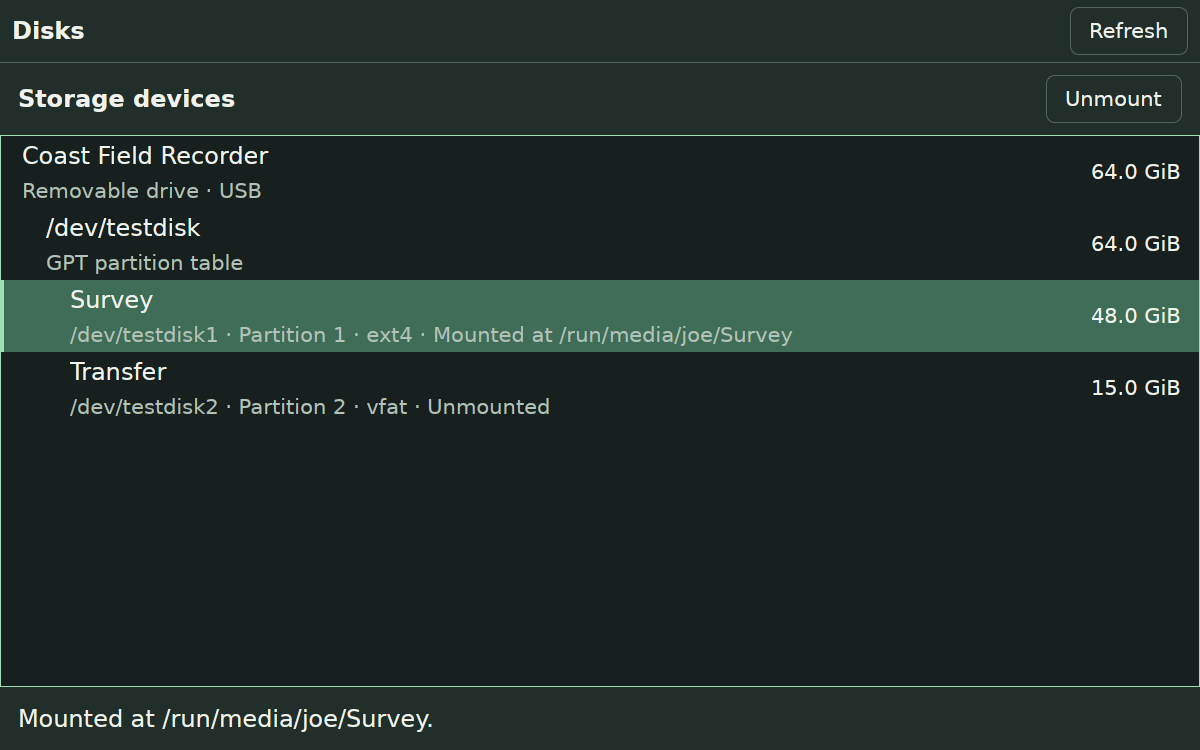 Disks
Refresh
Storage devices
Unmount
Coast Field Recorder
Removable drive · USB
64.0 GiB
/dev/testdisk
GPT partition table
64.0 GiB
Survey
/dev/testdisk1 · Partition 1 · ext4 · Mounted at /run/media/joe/Survey
48.0 GiB
Transfer
/dev/testdisk2 · Partition 2 · vfat · Unmounted
15.0 GiB
Mounted at /run/media/joe/Survey.